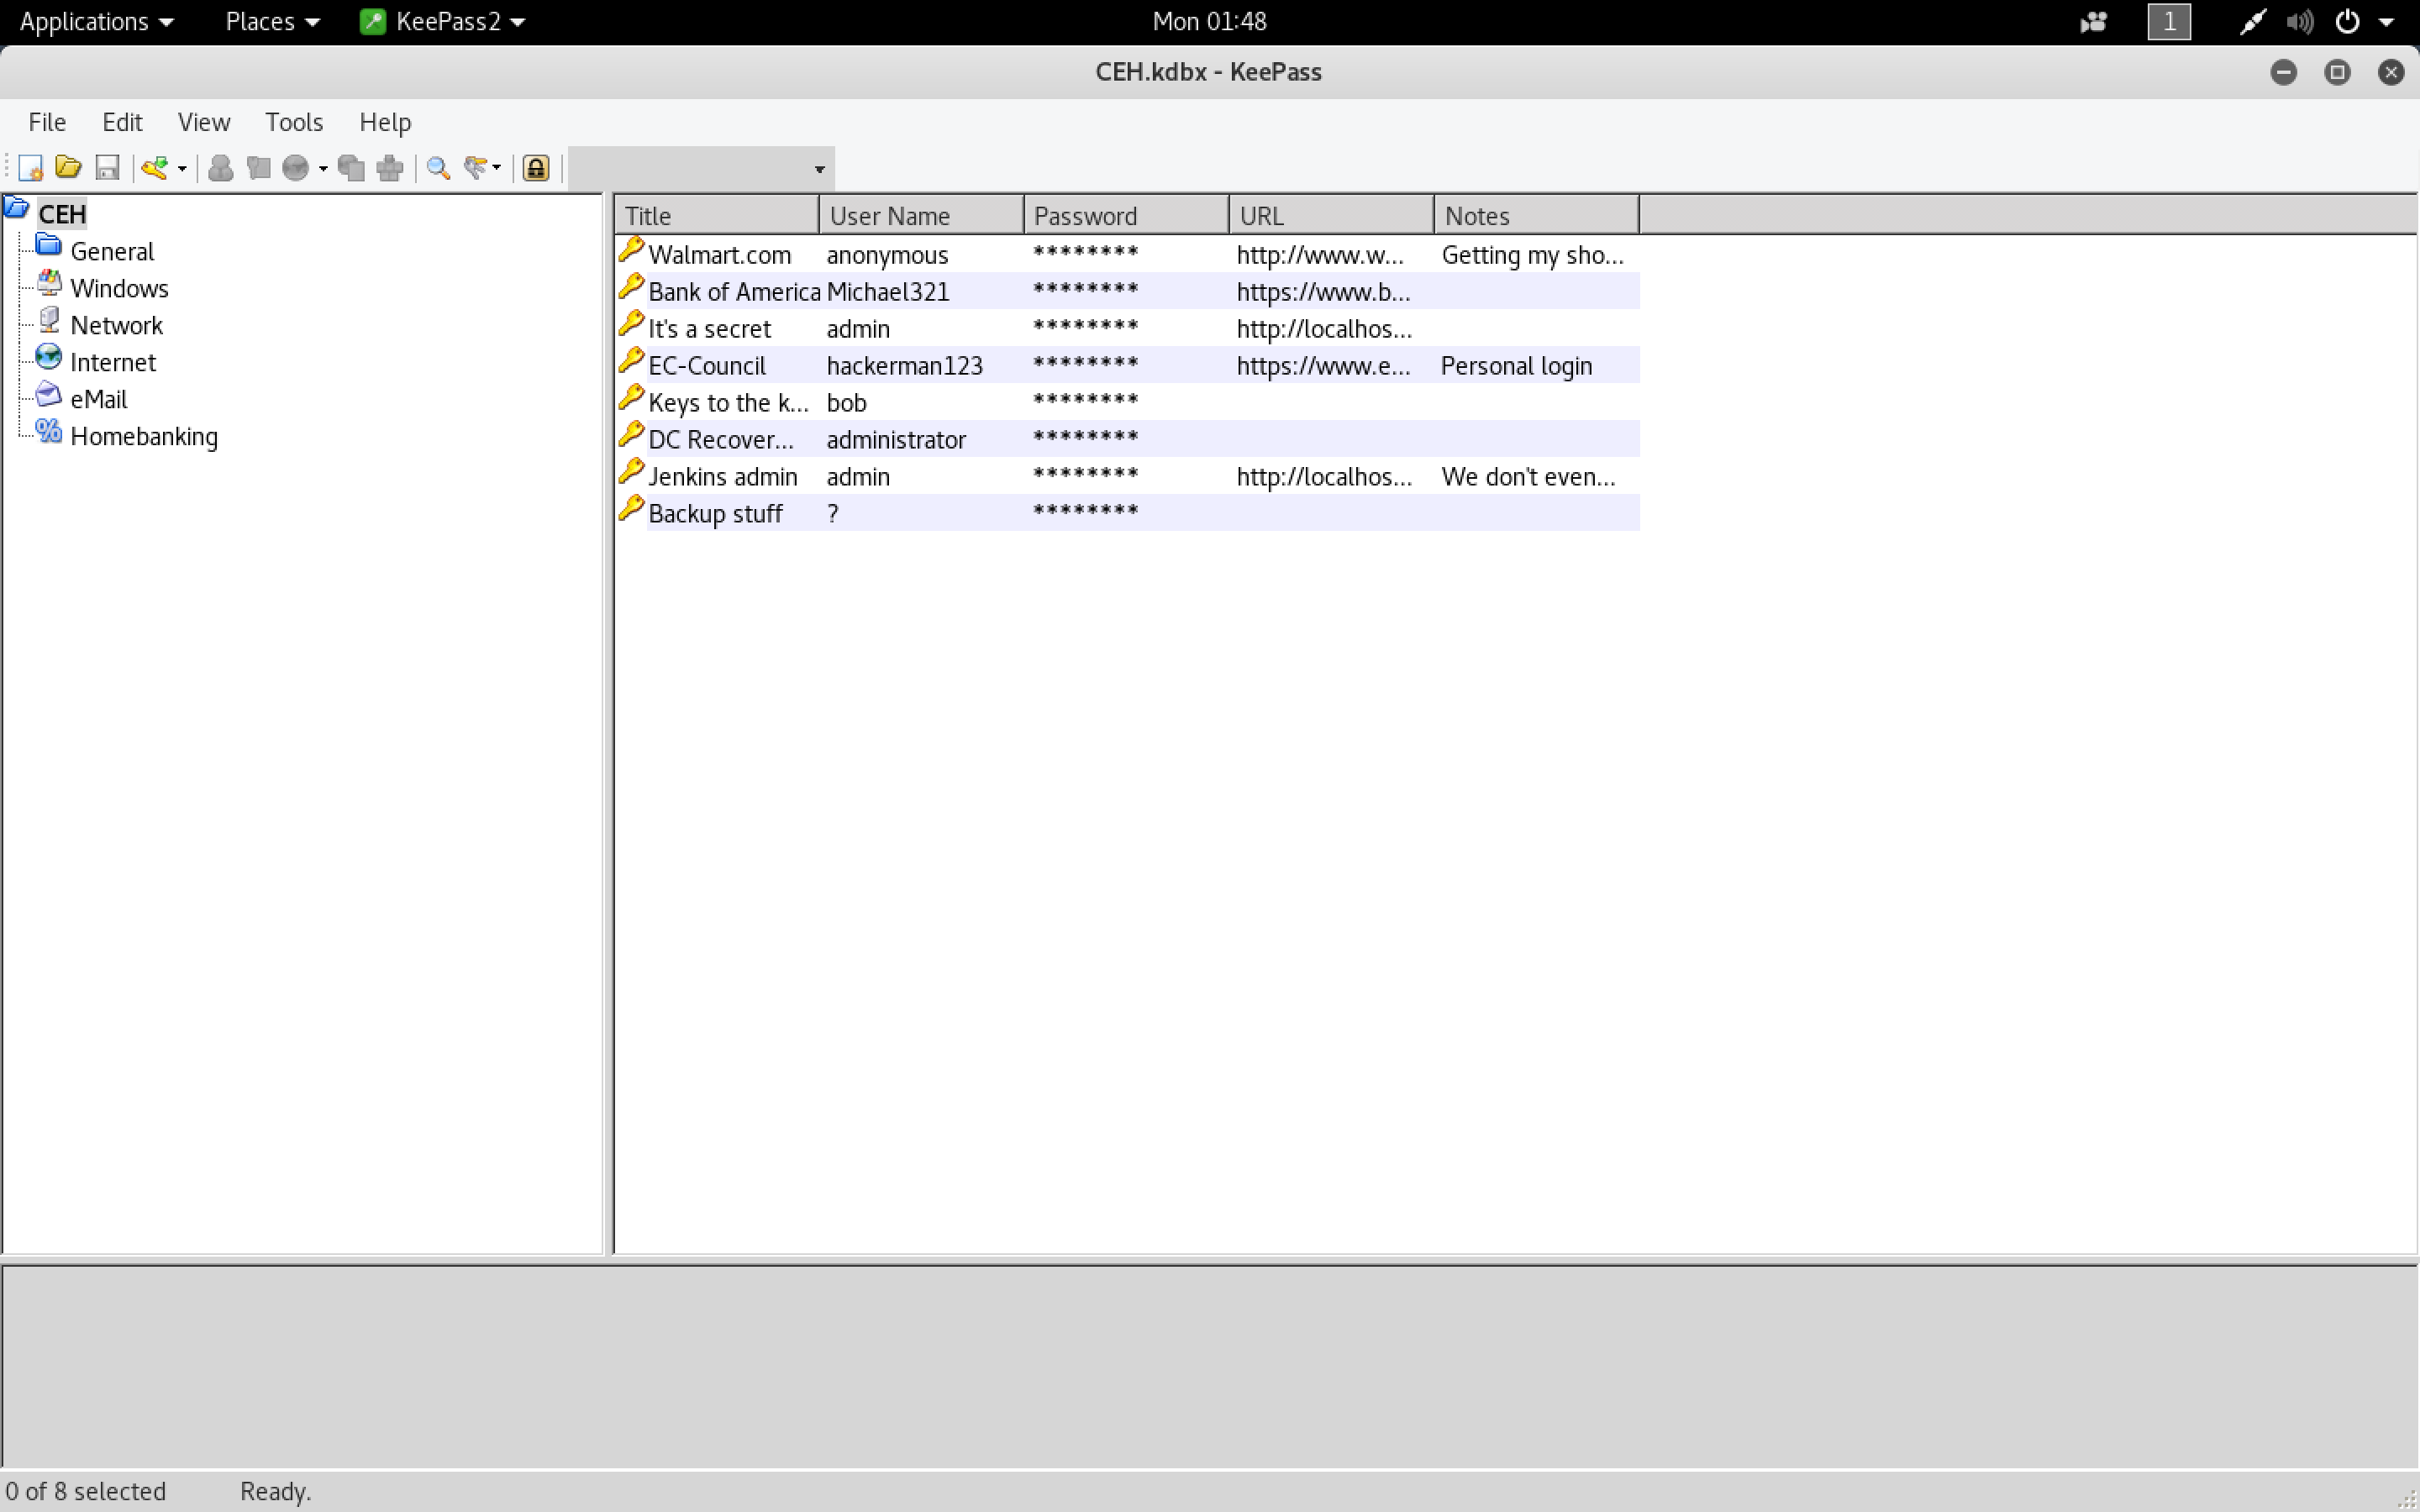 Applications Places KeePass2 Mon 01:48 1
CEH.kdbx - KeePass
File Edit View Tools Help
CEH
General
Windows
Network
Internet
eMail
Homebanking
Title User Name Password URL Notes
Walmart.com anonymous ******** http://www.w... Getting my sho...
Bank of America Michael321 ******** https://www.b...
It's a secret admin ******** http://localhos...
EC-Council hackerman123 ******** https://www.e... Personal login
Keys to the k... bob ********
DC Recover... administrator ********
Jenkins admin admin ******** http://localhos... We don't even...
Backup stuff ? ********
0 of 8 selected Ready.